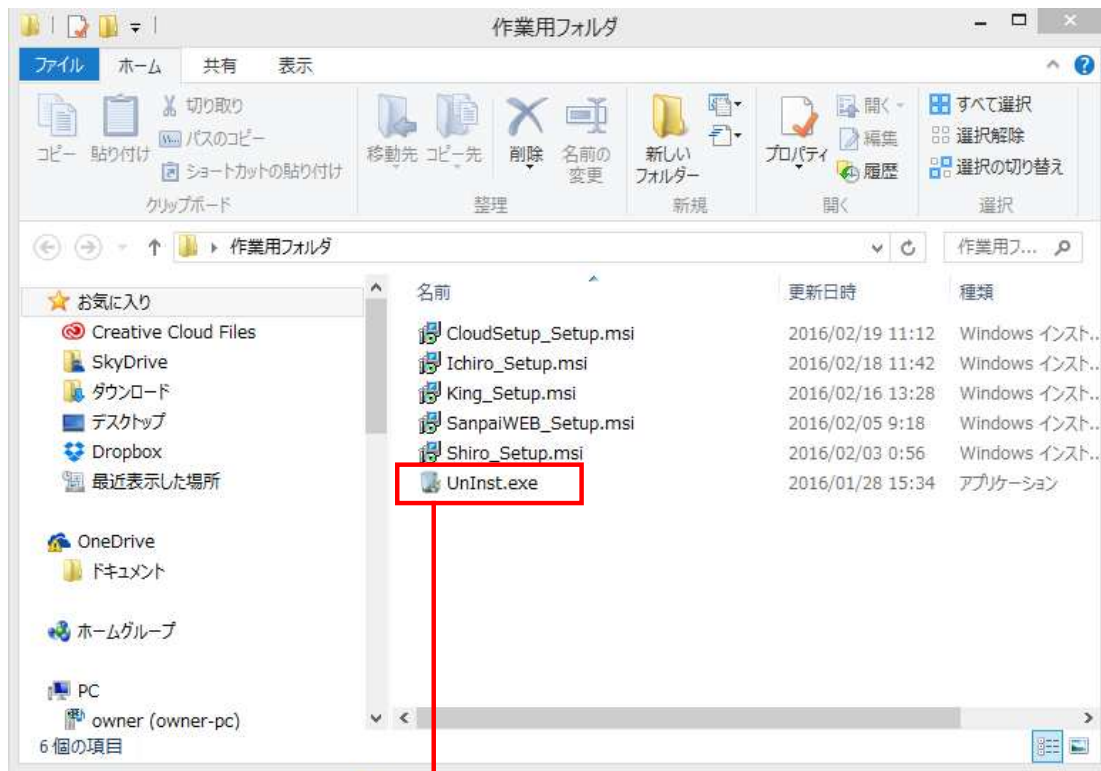 作業用フォルダ
ファイル ホーム 共有 表示
コピー 貼り付け 切り取り
パスのコピー
ショートカットの貼り付け
クリップボード
移動先 コピー先 削除 名前の
変更
整理
新しい
フォルダー
新規
プロパティ 開く
編集
履歴
開く
すべて選択
選択解除
選択の切り替え
選択
作業用フォルダ 作業用フ...
お気に入り
Creative Cloud Files
SkyDrive
ダウンロード
デスクトップ
Dropbox
最近表示した場所
OneDrive
ドキュメント
ホームグループ
PC
owner (owner-pc)
名前 更新日時 種類
CloudSetup_Setup.msi 2016/02/19 11:12 Windows インスト...
Ichiro_Setup.msi 2016/02/18 11:42 Windows インスト...
King_Setup.msi 2016/02/16 13:28 Windows インスト...
SanpaiWEB_Setup.msi 2016/02/05 9:18 Windows インスト...
Shiro_Setup.msi 2016/02/03 0:56 Windows インスト...
UnInst.exe 2016/01/28 15:34 アプリケーション
6 個の項目